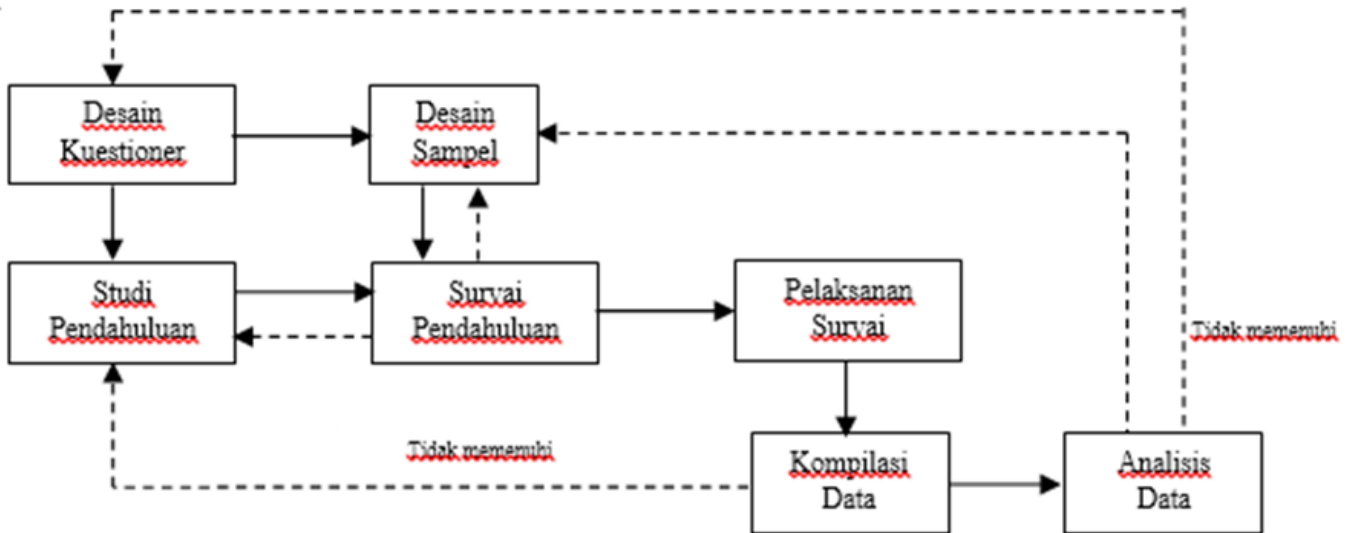 Desain
Kuestioner
Desain
Sampel
Studi
Pendahuluan
Survai
Pendahuluan
Pelaksanan
Survai
Tidak memenuhi
Tidak memenuhi
Kompilasi
Data
Analisis
Data